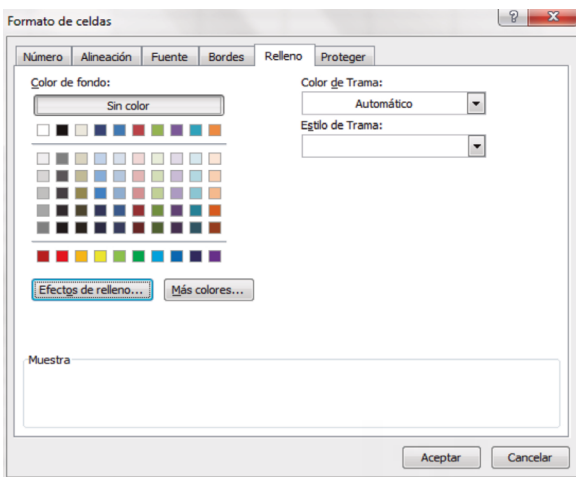 Formato de celdas
Número Alineación Fuente Bordes Relleno Proteger
Color de fondo:
Sin color
Color de Trama:
Automático
Estilo de Trama:
Efectos de relleno... Más colores...
Muestra
Aceptar Cancelar